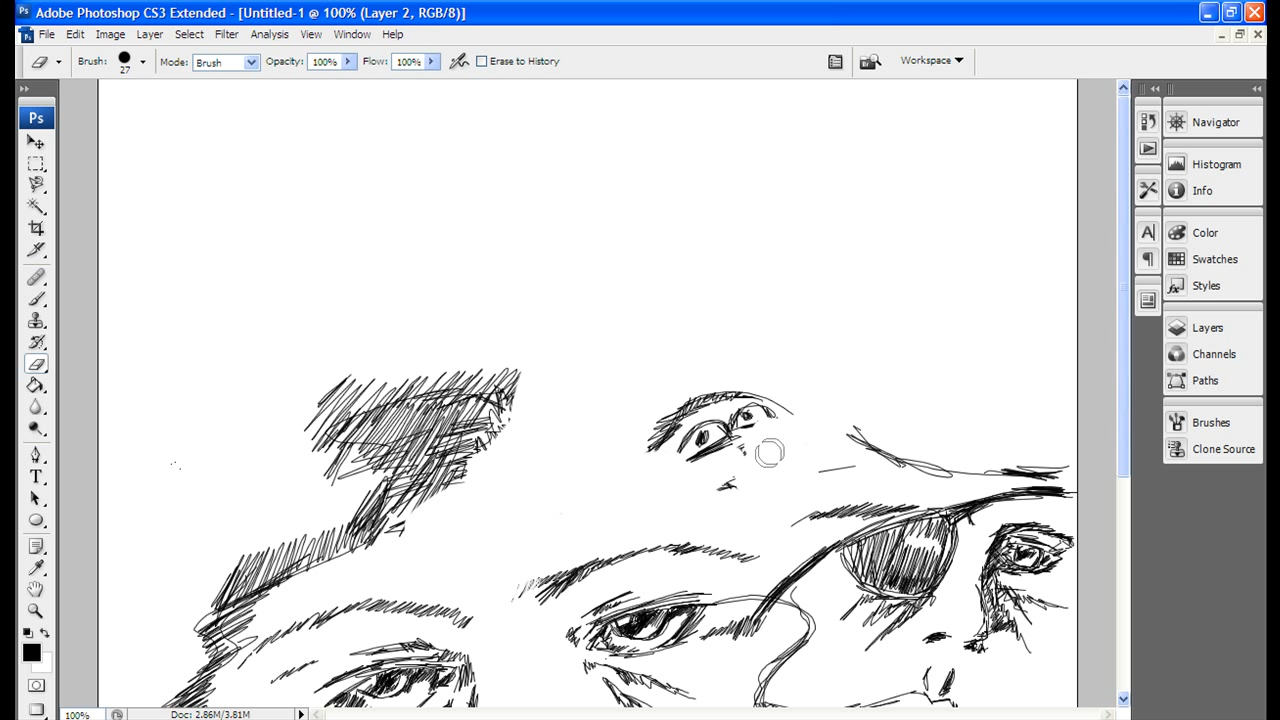 Ps Adobe Photoshop CS3 Extended - [Untitled-1 @ 100% (Layer 2, RGB/8)]
File Edit Image Layer Select Filter Analysis View Window Help
Brush: 27 Mode: Brush Opacity: 100% Flow: 100% Erase to History Workspace
Ps
Navigator
Histogram
Info
Color
Swatches
Styles
Layers
Channels
Paths
Brushes
Clone Source
100% Doc: 2.86M/3.81M